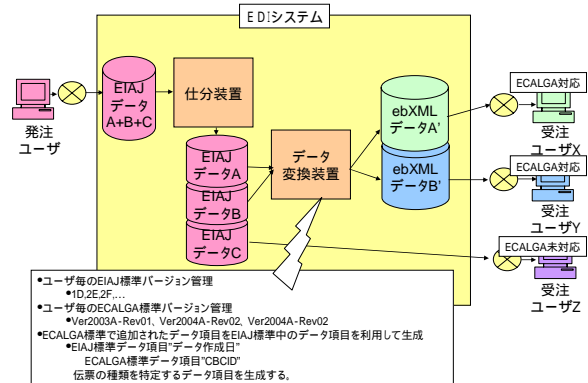 EDIシステム
EIAJ
データ
A+B+C
仕分装置
発注
ユーザ
EIAJ
データA
EIAJ
データB
EIAJ
データC
データ
変換装置
ebXML
データA'
ebXML
データB'
ECALGA対応
受注
ユーザX
ECALGA対応
受注
ユーザY
ECALGA未対応
受注
ユーザZ
●ユーザ毎のEIAJ標準バージョン管理
●1D,2E,2F,...
●ユーザ毎のECALGA標準バージョン管理
●Ver2003A-Rev01, Ver2004A-Rev02, Ver2004A-Rev02
●ECALGA標準で追加されたデータ項目をEIAJ標準中のデータ項目を利用して生成
●EIAJ標準データ項目"データ作成日"
ECALGA標準データ項目"CBCID"
伝票の種類を特定するデータ項目を生成する。